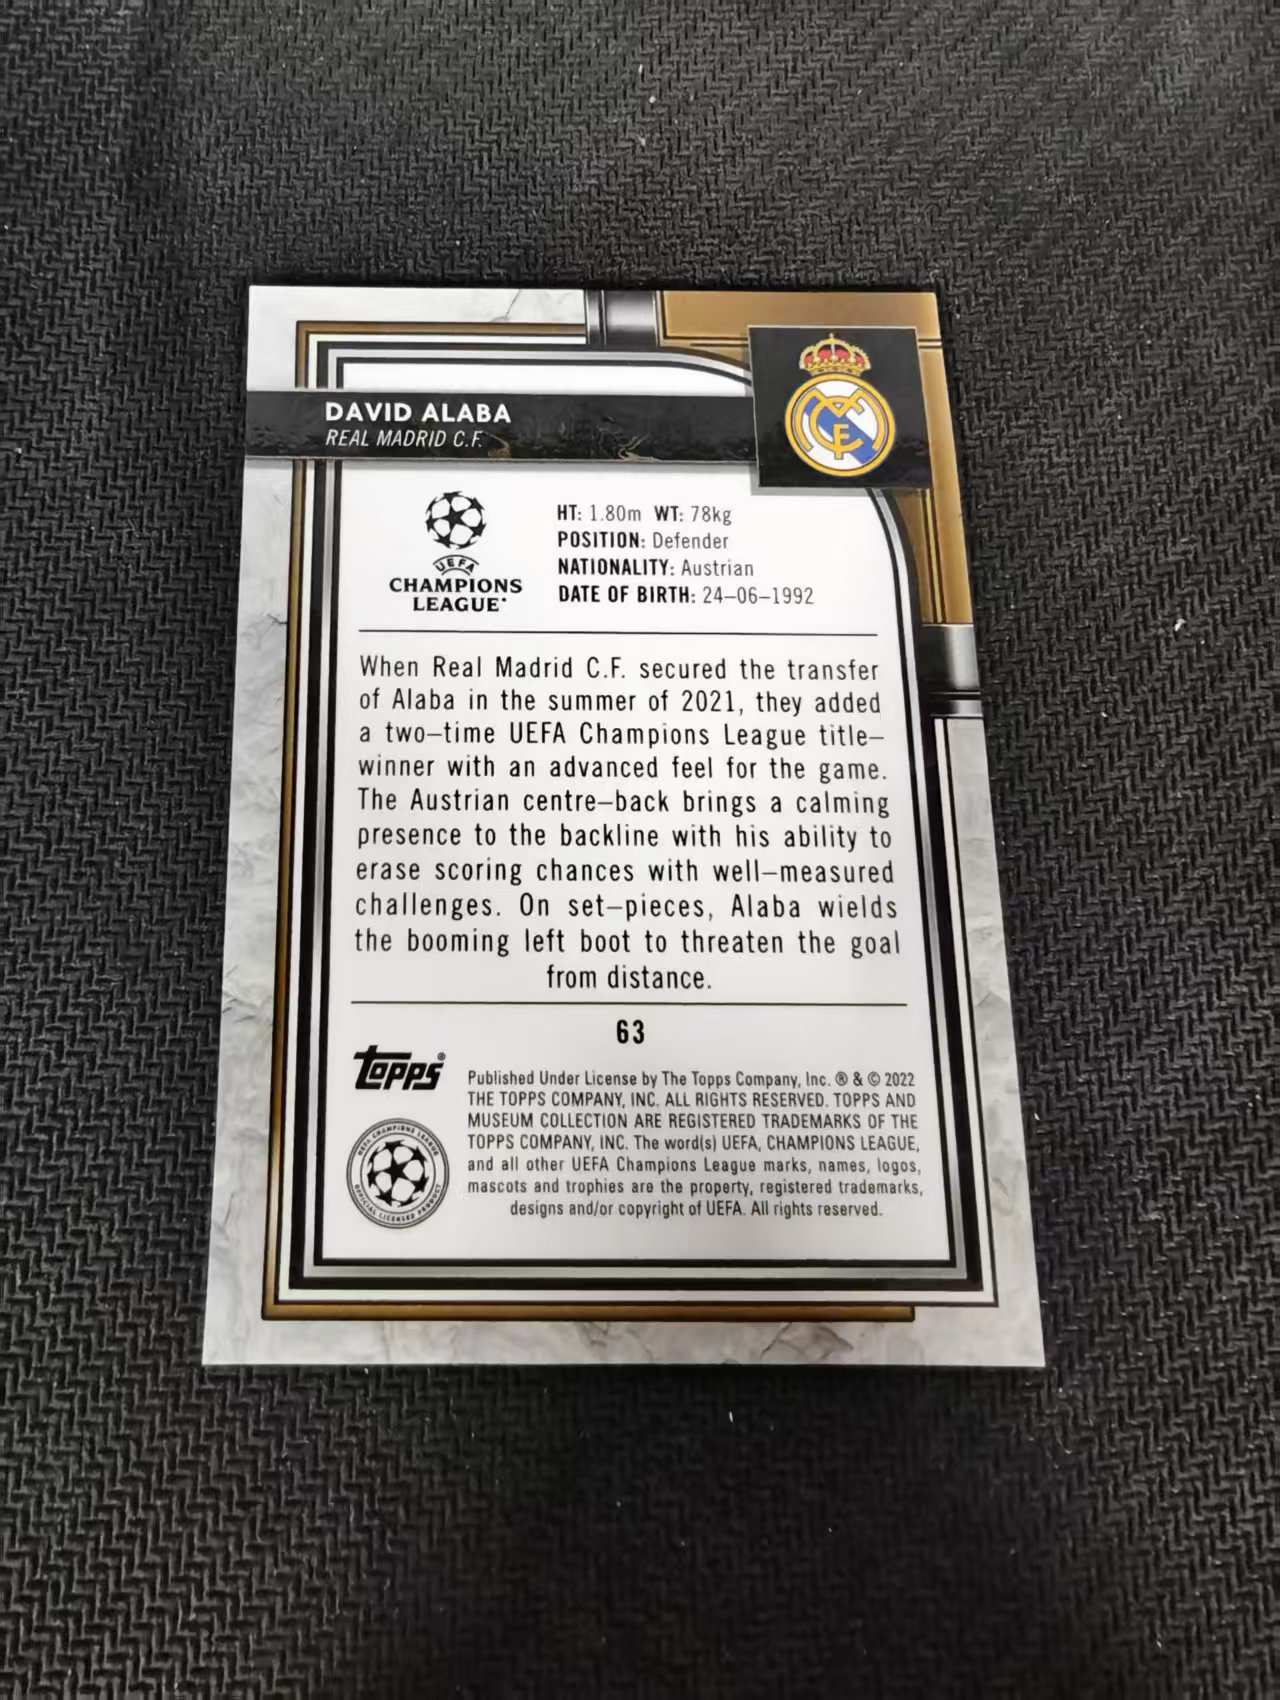 DAVID ALABA
REAL MADRID C.F.
UEFA
CHAMPIONS
LEAGUE
HT: 1.80m WT: 78kg
POSITION: Defender
NATIONALITY: Austrian
DATE OF BIRTH: 24–06–1992
When Real Madrid C.F. secured the transfer
of Alaba in the summer of 2021, they added
a two–time UEFA Champions League title–
winner with an advanced feel for the game.
The Austrian centre–back brings a calming
presence to the backline with his ability to
erase scoring chances with well–measured
challenges. On set–pieces, Alaba wields
the booming left boot to threaten the goal
from distance.
63
Topps®
Published Under License by The Topps Company, Inc. ® & © 2022
THE TOPPS COMPANY, INC. ALL RIGHTS RESERVED. TOPPS AND
MUSEUM COLLECTION ARE REGISTERED TRADEMARKS OF THE
TOPPS COMPANY, INC. The word(s) UEFA, CHAMPIONS LEAGUE,
and all other UEFA Champions League marks, names, logos,
mascots and trophies are the property, registered trademarks,
designs and/or copyright of UEFA. All rights reserved.
UEFA CHAMPIONS LEAGUE
OFFICIAL LICENSED PRODUCT